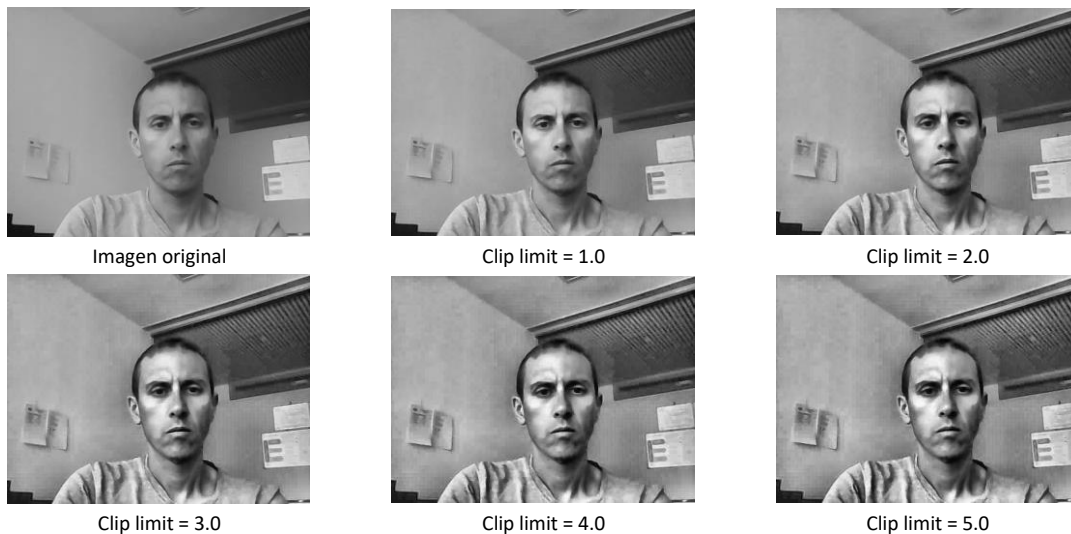 Imagen original
Clip limit = 1.0
Clip limit = 2.0
Clip limit = 3.0
Clip limit = 4.0
Clip limit = 5.0